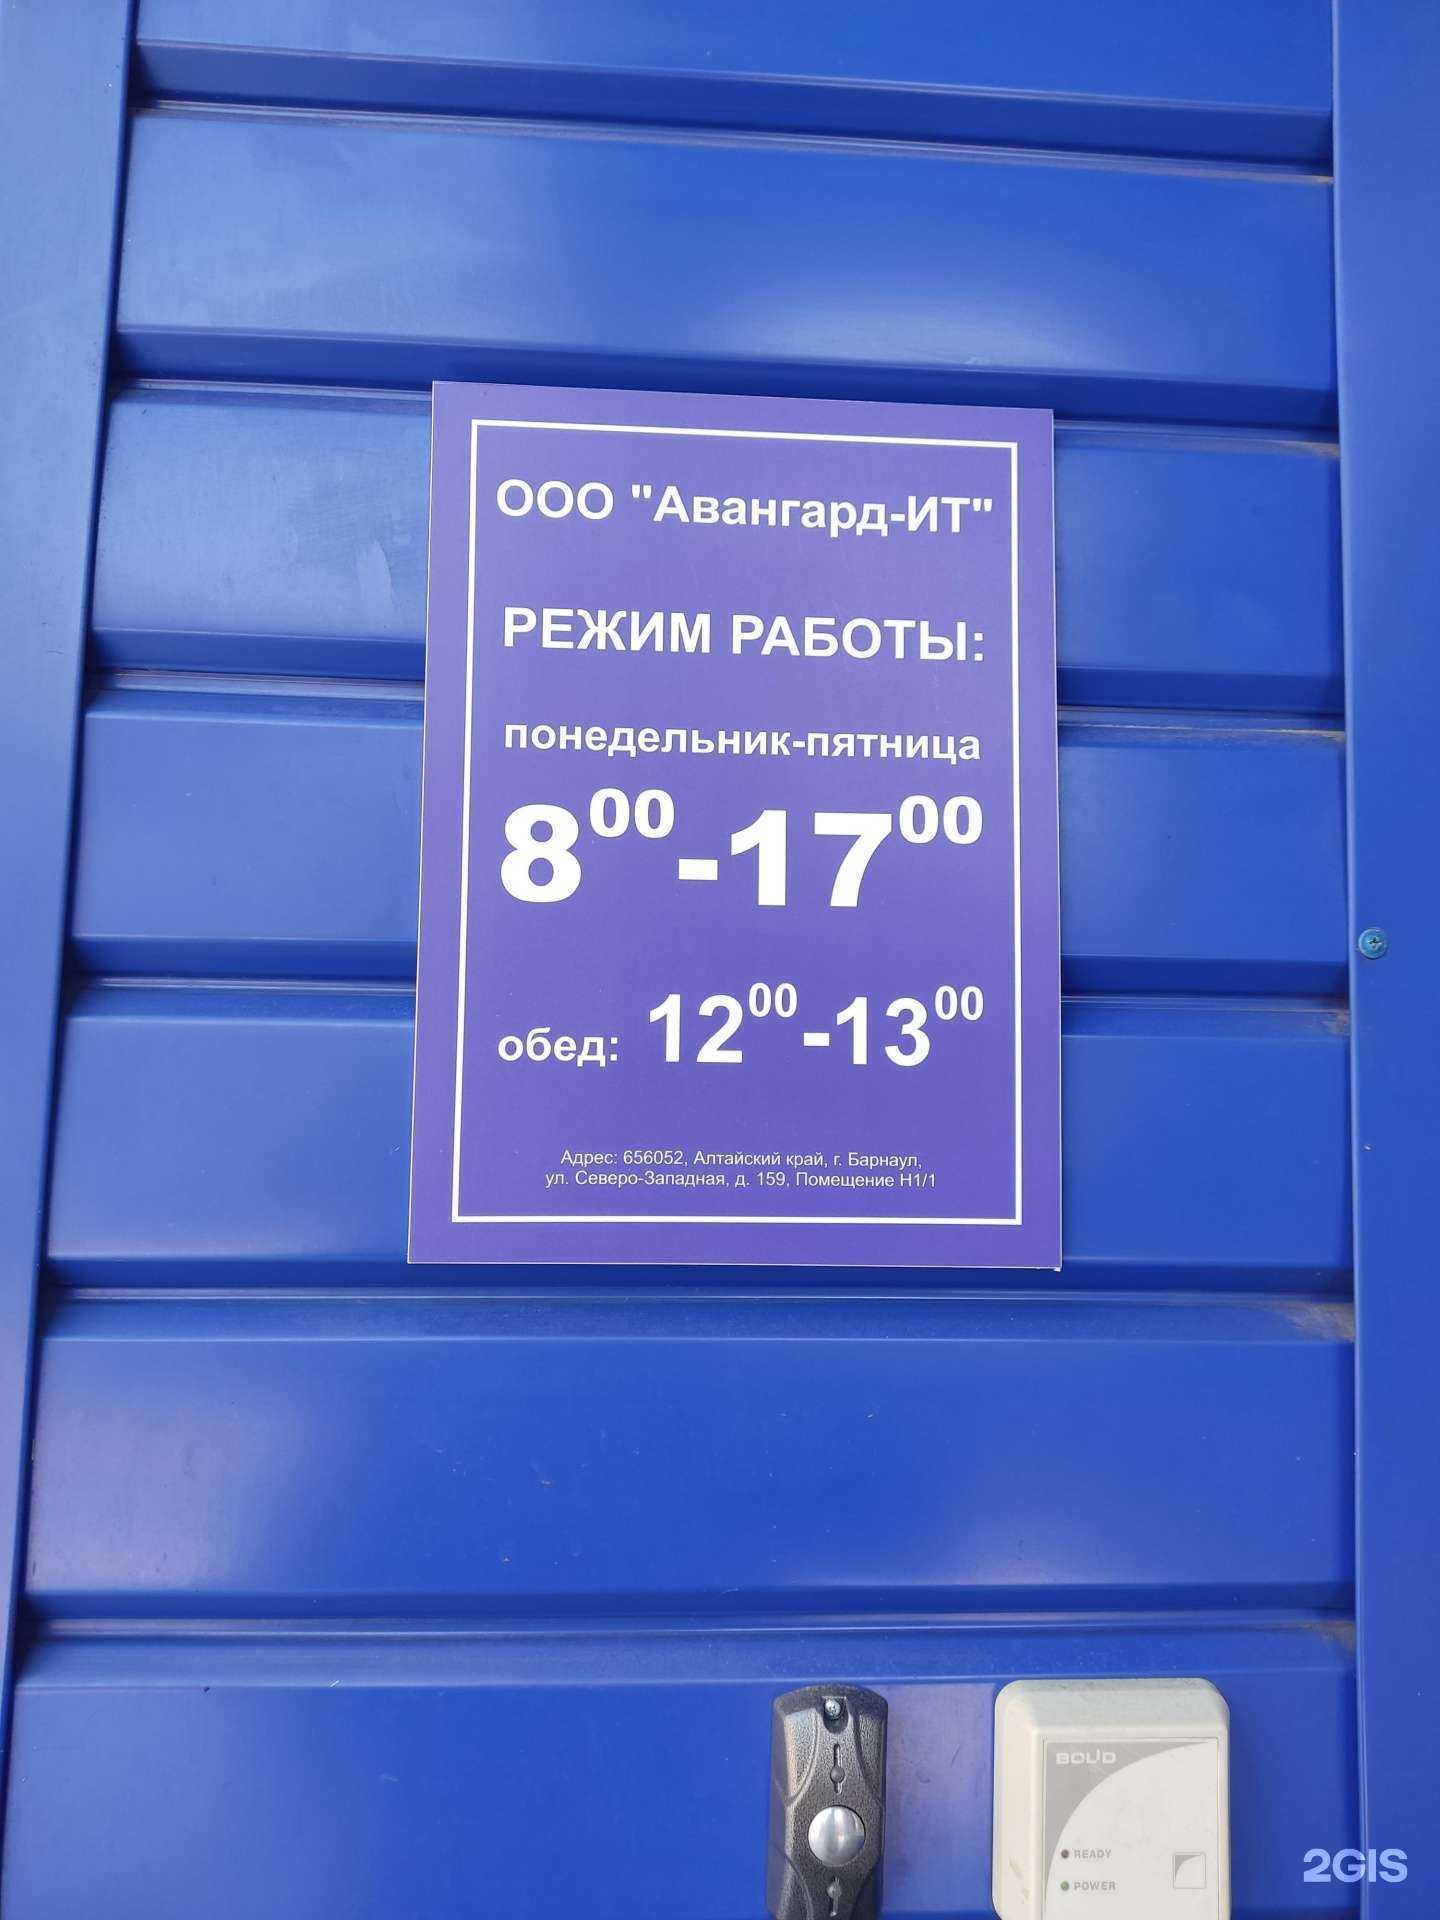 ООО "Авангард-ИТ"
РЕЖИМ РАБОТЫ:
понедельник-пятница
8⁰⁰-17⁰⁰
обед: 12⁰⁰-13⁰⁰
Адрес: 656052, Алтайский край, г. Барнаул,
ул. Северо-Западная, д. 159, Помещение Н1/1
BOLID
READY
POWER
2GIS